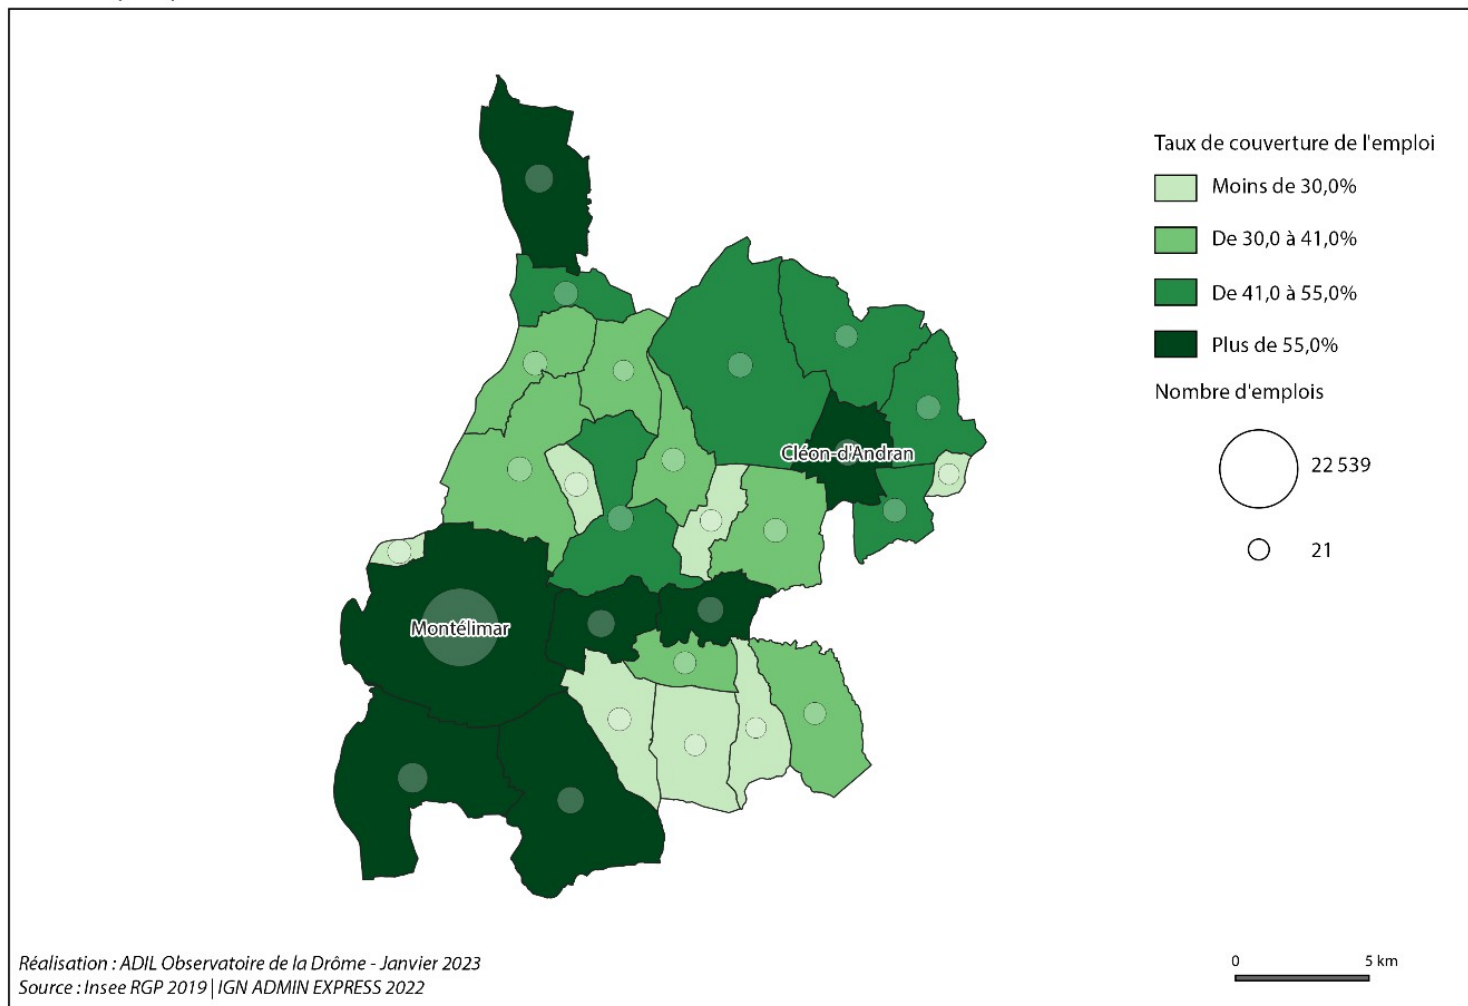 Taux de couverture de l'emploi
Moins de 30,0%
De 30,0 à 41,0%
De 41,0 à 55,0%
Plus de 55,0%
Nombre d'emplois
22 539
21
Cléon-d'Andran
Montélimar
Réalisation : ADIL Observatoire de la Drôme - Janvier 2023
Source : Insee RGP 2019 | IGN ADMIN EXPRESS 2022
0 5 km